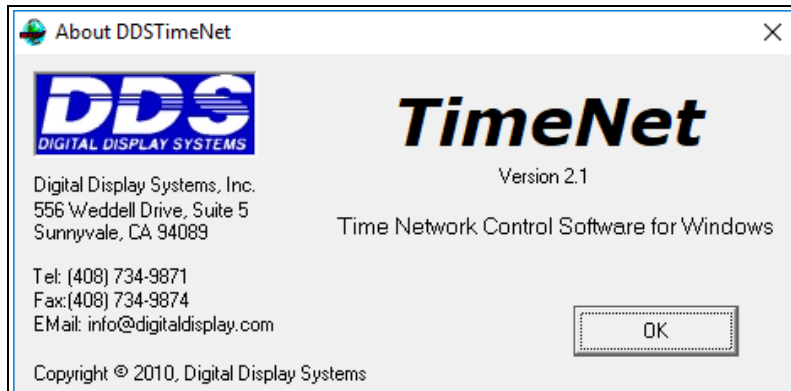 About DDSTimeNet
DDS
DIGITAL DISPLAY SYSTEMS
TimeNet
Version 2.1
Time Network Control Software for Windows
Digital Display Systems, Inc.
556 Weddell Drive, Suite 5
Sunnyvale, CA 94089
Tel: (408) 734-9871
Fax:(408) 734-9874
EMail: info@digitaldisplay.com
OK
Copyright © 2010, Digital Display Systems